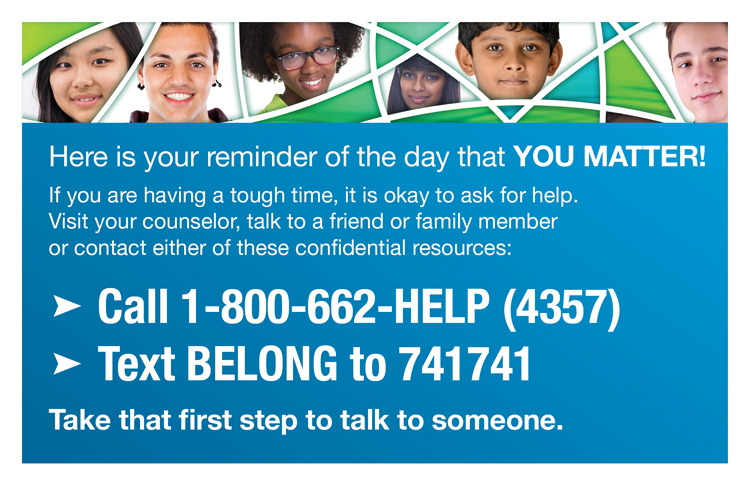 Here is your reminder of the day that YOU MATTER!
If you are having a tough time, it is okay to ask for help.
Visit your counselor, talk to a friend or family member
or contact either of these confidential resources:
➤ Call 1-800-662-HELP (4357)
➤ Text BELONG to 741741
Take that first step to talk to someone.